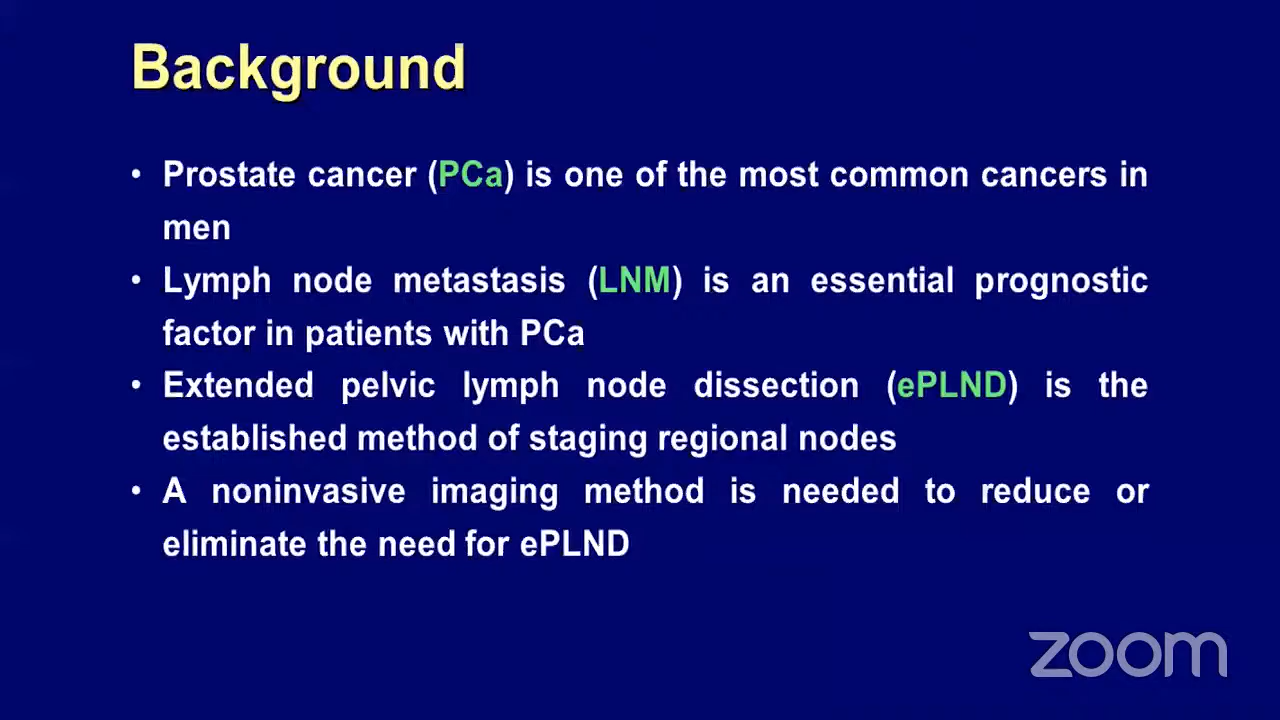 Background
• Prostate cancer (PCa) is one of the most common cancers in
men
• Lymph node metastasis (LNM) is an essential prognostic
factor in patients with PCa
• Extended pelvic lymph node dissection (ePLND) is the
established method of staging regional nodes
• A noninvasive imaging method is needed to reduce or
eliminate the need for ePLND
zoom